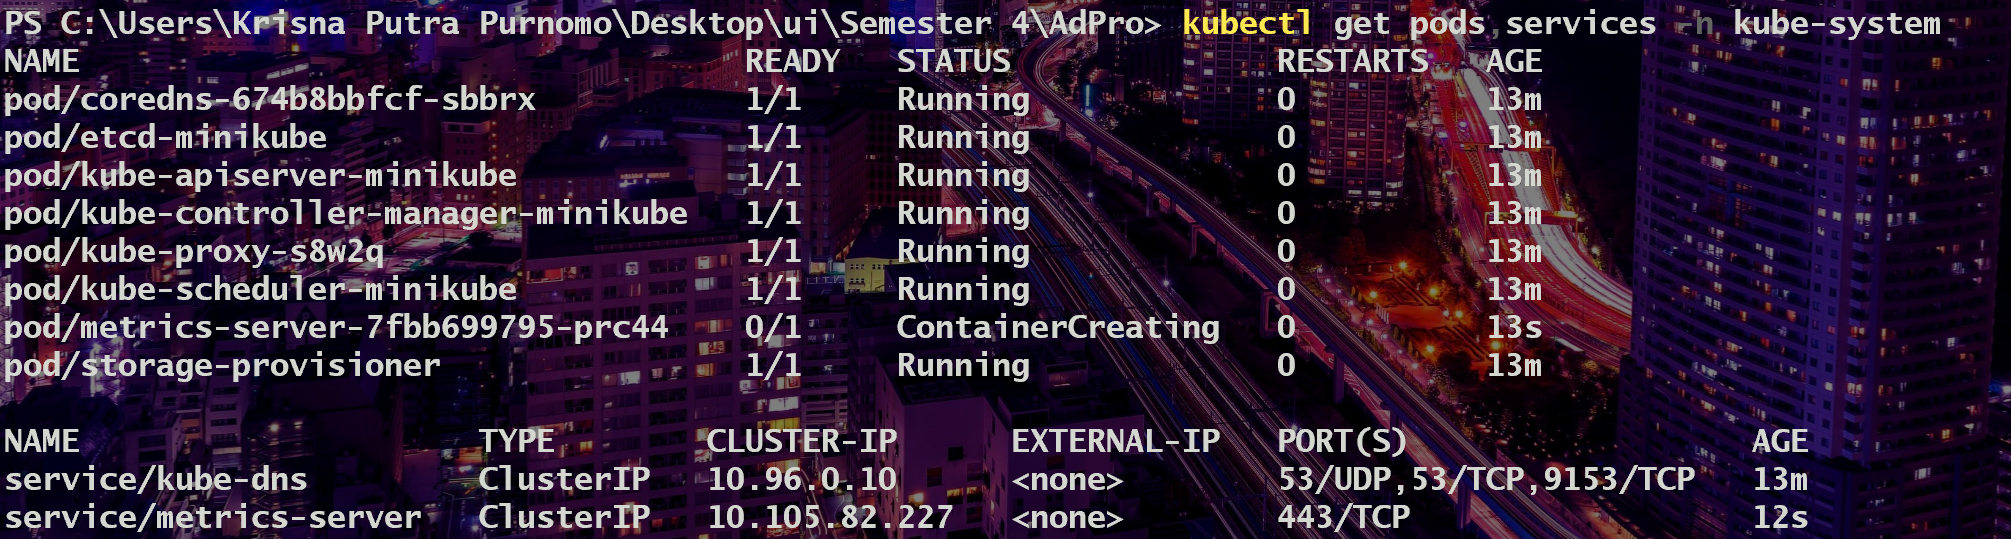 PS C:\Users\Krisna Putra Purnomo\Desktop\ui\Semester 4\AdPro> kubectl get pods,services -n kube-system
NAME READY STATUS RESTARTS AGE
pod/coredns-674b8bbfcf-sbbrx 1/1 Running 0 13m
pod/etcd-minikube 1/1 Running 0 13m
pod/kube-apiserver-minikube 1/1 Running 0 13m
pod/kube-controller-manager-minikube 1/1 Running 0 13m
pod/kube-proxy-s8w2q 1/1 Running 0 13m
pod/kube-scheduler-minikube 1/1 Running 0 13m
pod/metrics-server-7fbb699795-prc44 0/1 ContainerCreating 0 13s
pod/storage-provisioner 1/1 Running 0 13m
NAME TYPE CLUSTER-IP EXTERNAL-IP PORT(S) AGE
service/kube-dns ClusterIP 10.96.0.10 <none> 53/UDP,53/TCP,9153/TCP 13m
service/metrics-server ClusterIP 10.105.82.227 <none> 443/TCP 12s